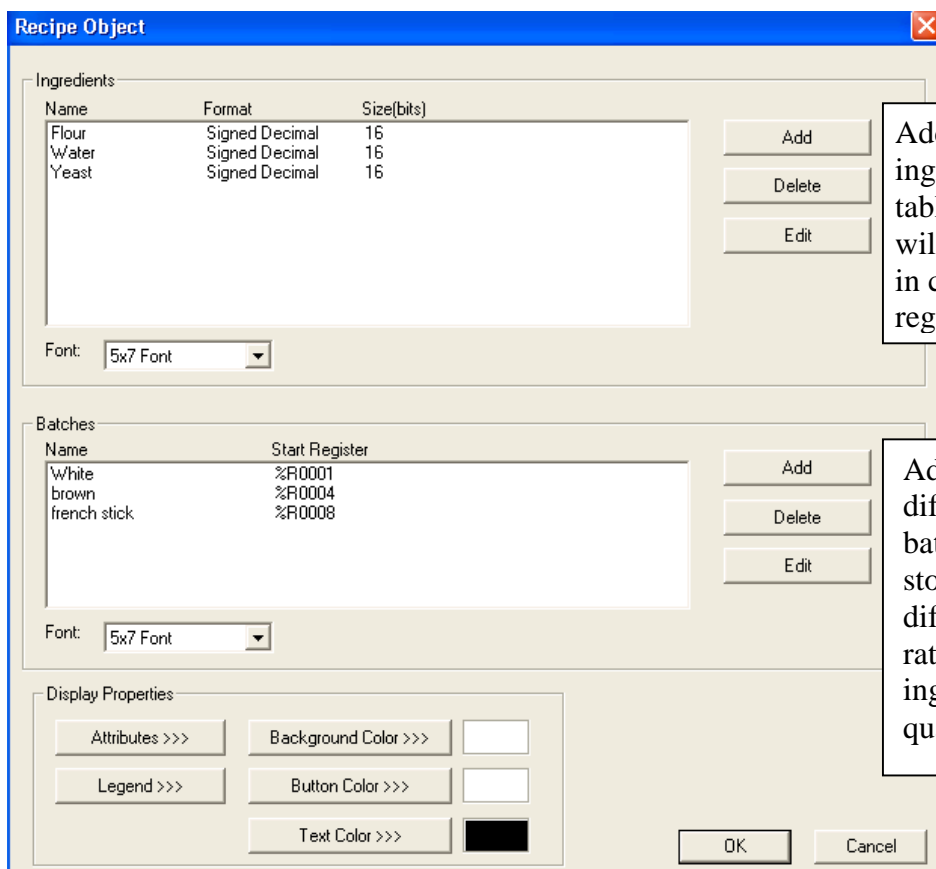 Recipe Object
Ingredients
Name Format Size(bits)
Flour Signed Decimal 16
Water Signed Decimal 16
Yeast Signed Decimal 16
Add
Delete
Edit
Font: 5x7 Font
in
Batches
Name Start Register
White %R0001
brown %R0004
french stick %R0008
Add
Delete
Edit
Font: 5x7 Font
Display Properties
Attributes >>> Background Color >>>
Legend >>> Button Color >>>
Text Color >>>
OK Cancel